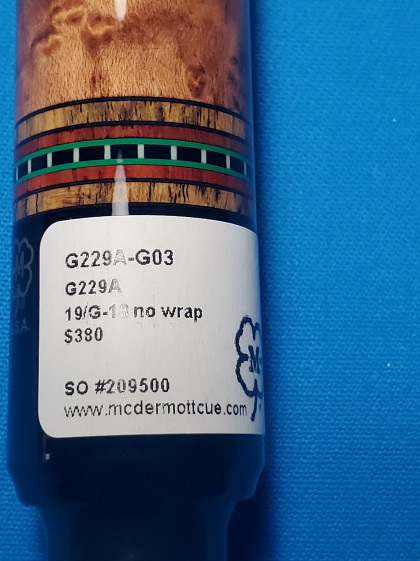 G229A-G03
G229A
19/G-13 no wrap
$380
SO #209500
www.mcdermottcue.com
M
M
S.A.